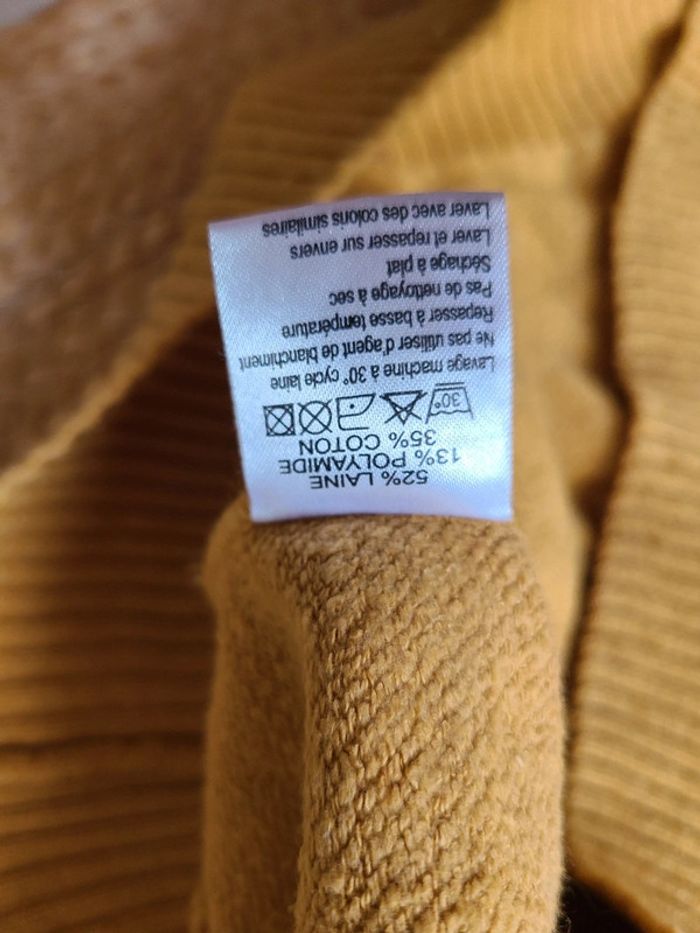 52% LAINE
13% POLYAMIDE
35% COTON
30°
Lavage machine à 30° cycle laine
Ne pas utiliser d'agent de blanchiment
Repasser à basse température
Pas de nettoyage à sec
Séchage à plat
Laver et repasser sur envers
Laver avec des coloris similaires